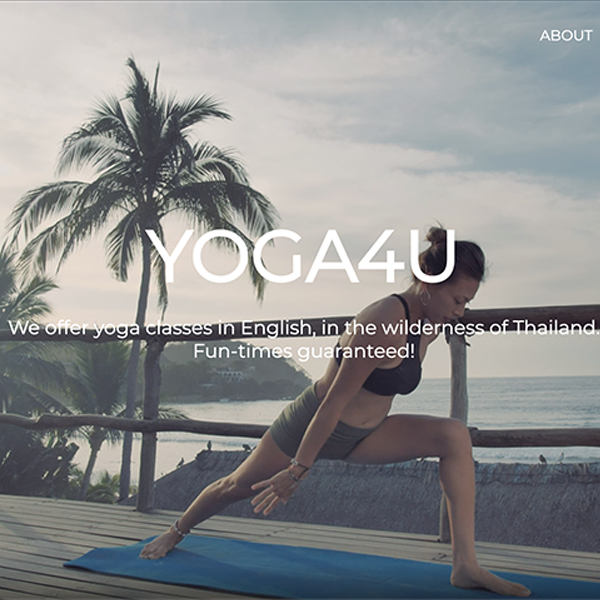 ABOUT
YOGA4U
We offer yoga classes in English, in the wilderness of Thailand.
Fun-times guaranteed!